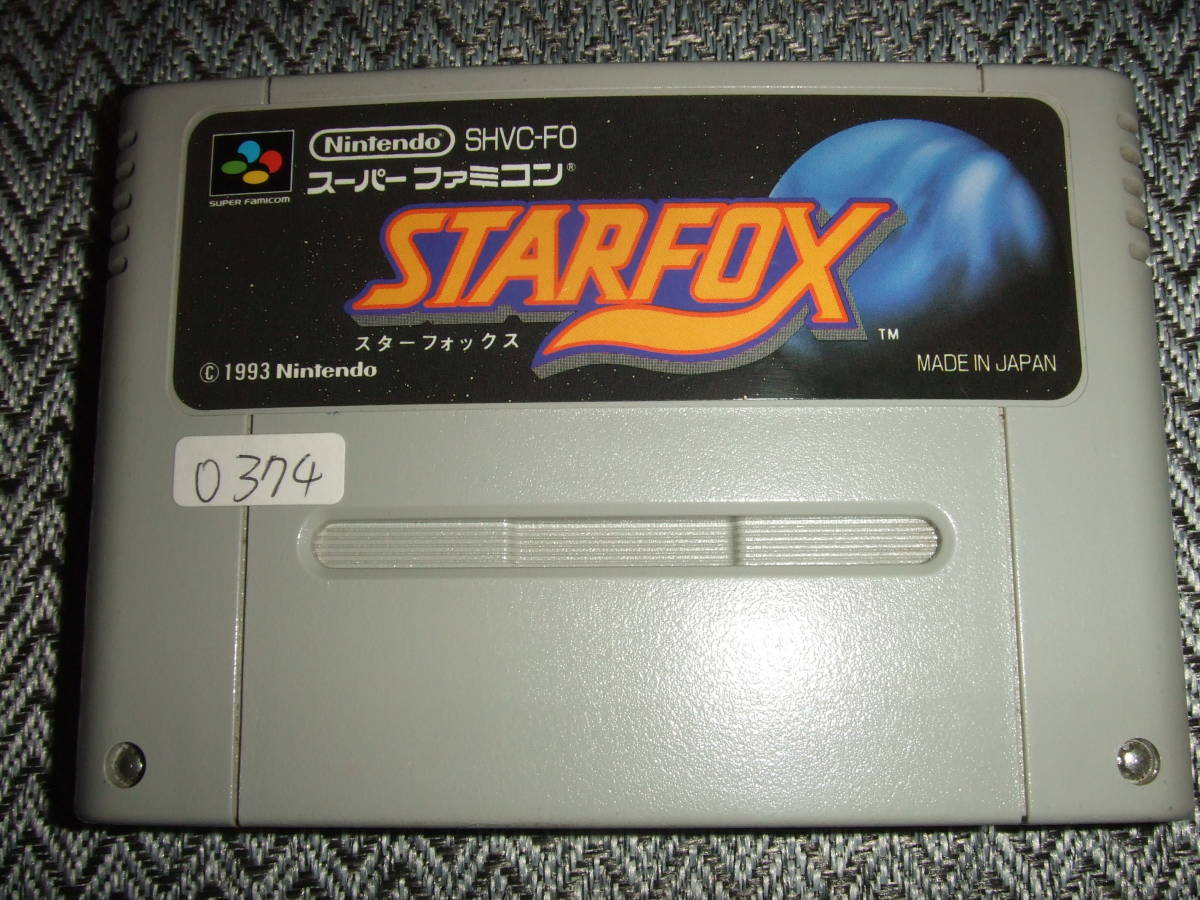 Nintendo SHVC-FO
スーパーファミコン®
SUPER FAMICOM
STARFOX
TM
スターフォックス
© 1993 Nintendo
MADE IN JAPAN
0374